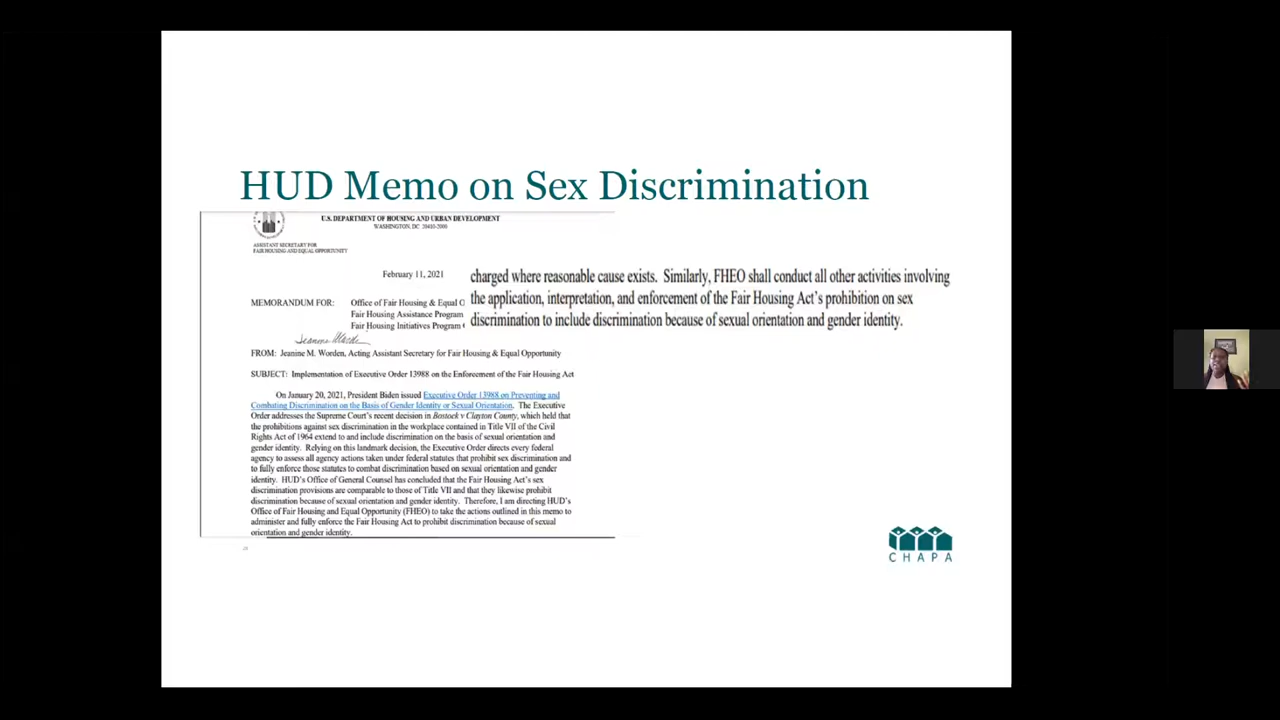 HUD Memo on Sex Discrimination
U.S. DEPARTMENT OF HOUSING AND URBAN DEVELOPMENT
WASHINGTON, DC 20410-2000
ASSISTANT SECRETARY FOR
FAIR HOUSING AND EQUAL OPPORTUNITY
February 11, 2021
MEMORANDUM FOR:
Office of Fair Housing & Equal
Fair Housing Assistance Program
Fair Housing Initiatives Program
FROM: Jeanine M. Worden, Acting Assistant Secretary for Fair Housing & Equal Opportunity
SUBJECT: Implementation of Executive Order 13988 on the Enforcement of the Fair Housing Act
On January 20, 2021, President Biden issued Executive Order 13988 on Preventing and
Combating Discrimination on the Basis of Gender Identity or Sexual Orientation. The Executive
Order addresses the Supreme Court's recent decision in Bostock v Clayton County, which held that
the prohibitions against sex discrimination in the workplace contained in Title VII of the Civil
Rights Act of 1964 extend to and include discrimination on the basis of sexual orientation and
gender identity. Relying on this landmark decision, the Executive Order directs every federal
agency to assess all agency actions taken under federal statutes that prohibit sex discrimination and
to fully enforce those statutes to combat discrimination based on sexual orientation and gender
identity. HUD's Office of General Counsel has concluded that the Fair Housing Act's sex
discrimination provisions are comparable to those of Title VII and that they likewise prohibit
discrimination because of sexual orientation and gender identity. Therefore, I am directing HUD's
Office of Fair Housing and Equal Opportunity (FHEO) to take the actions outlined in this memo to
administer and fully enforce the Fair Housing Act to prohibit discrimination because of sexual
orientation and gender identity.
charged where reasonable cause exists. Similarly, FHEO shall conduct all other activities involving
the application, interpretation, and enforcement of the Fair Housing Act's prohibition on sex
discrimination to include discrimination because of sexual orientation and gender identity.
CHAPA